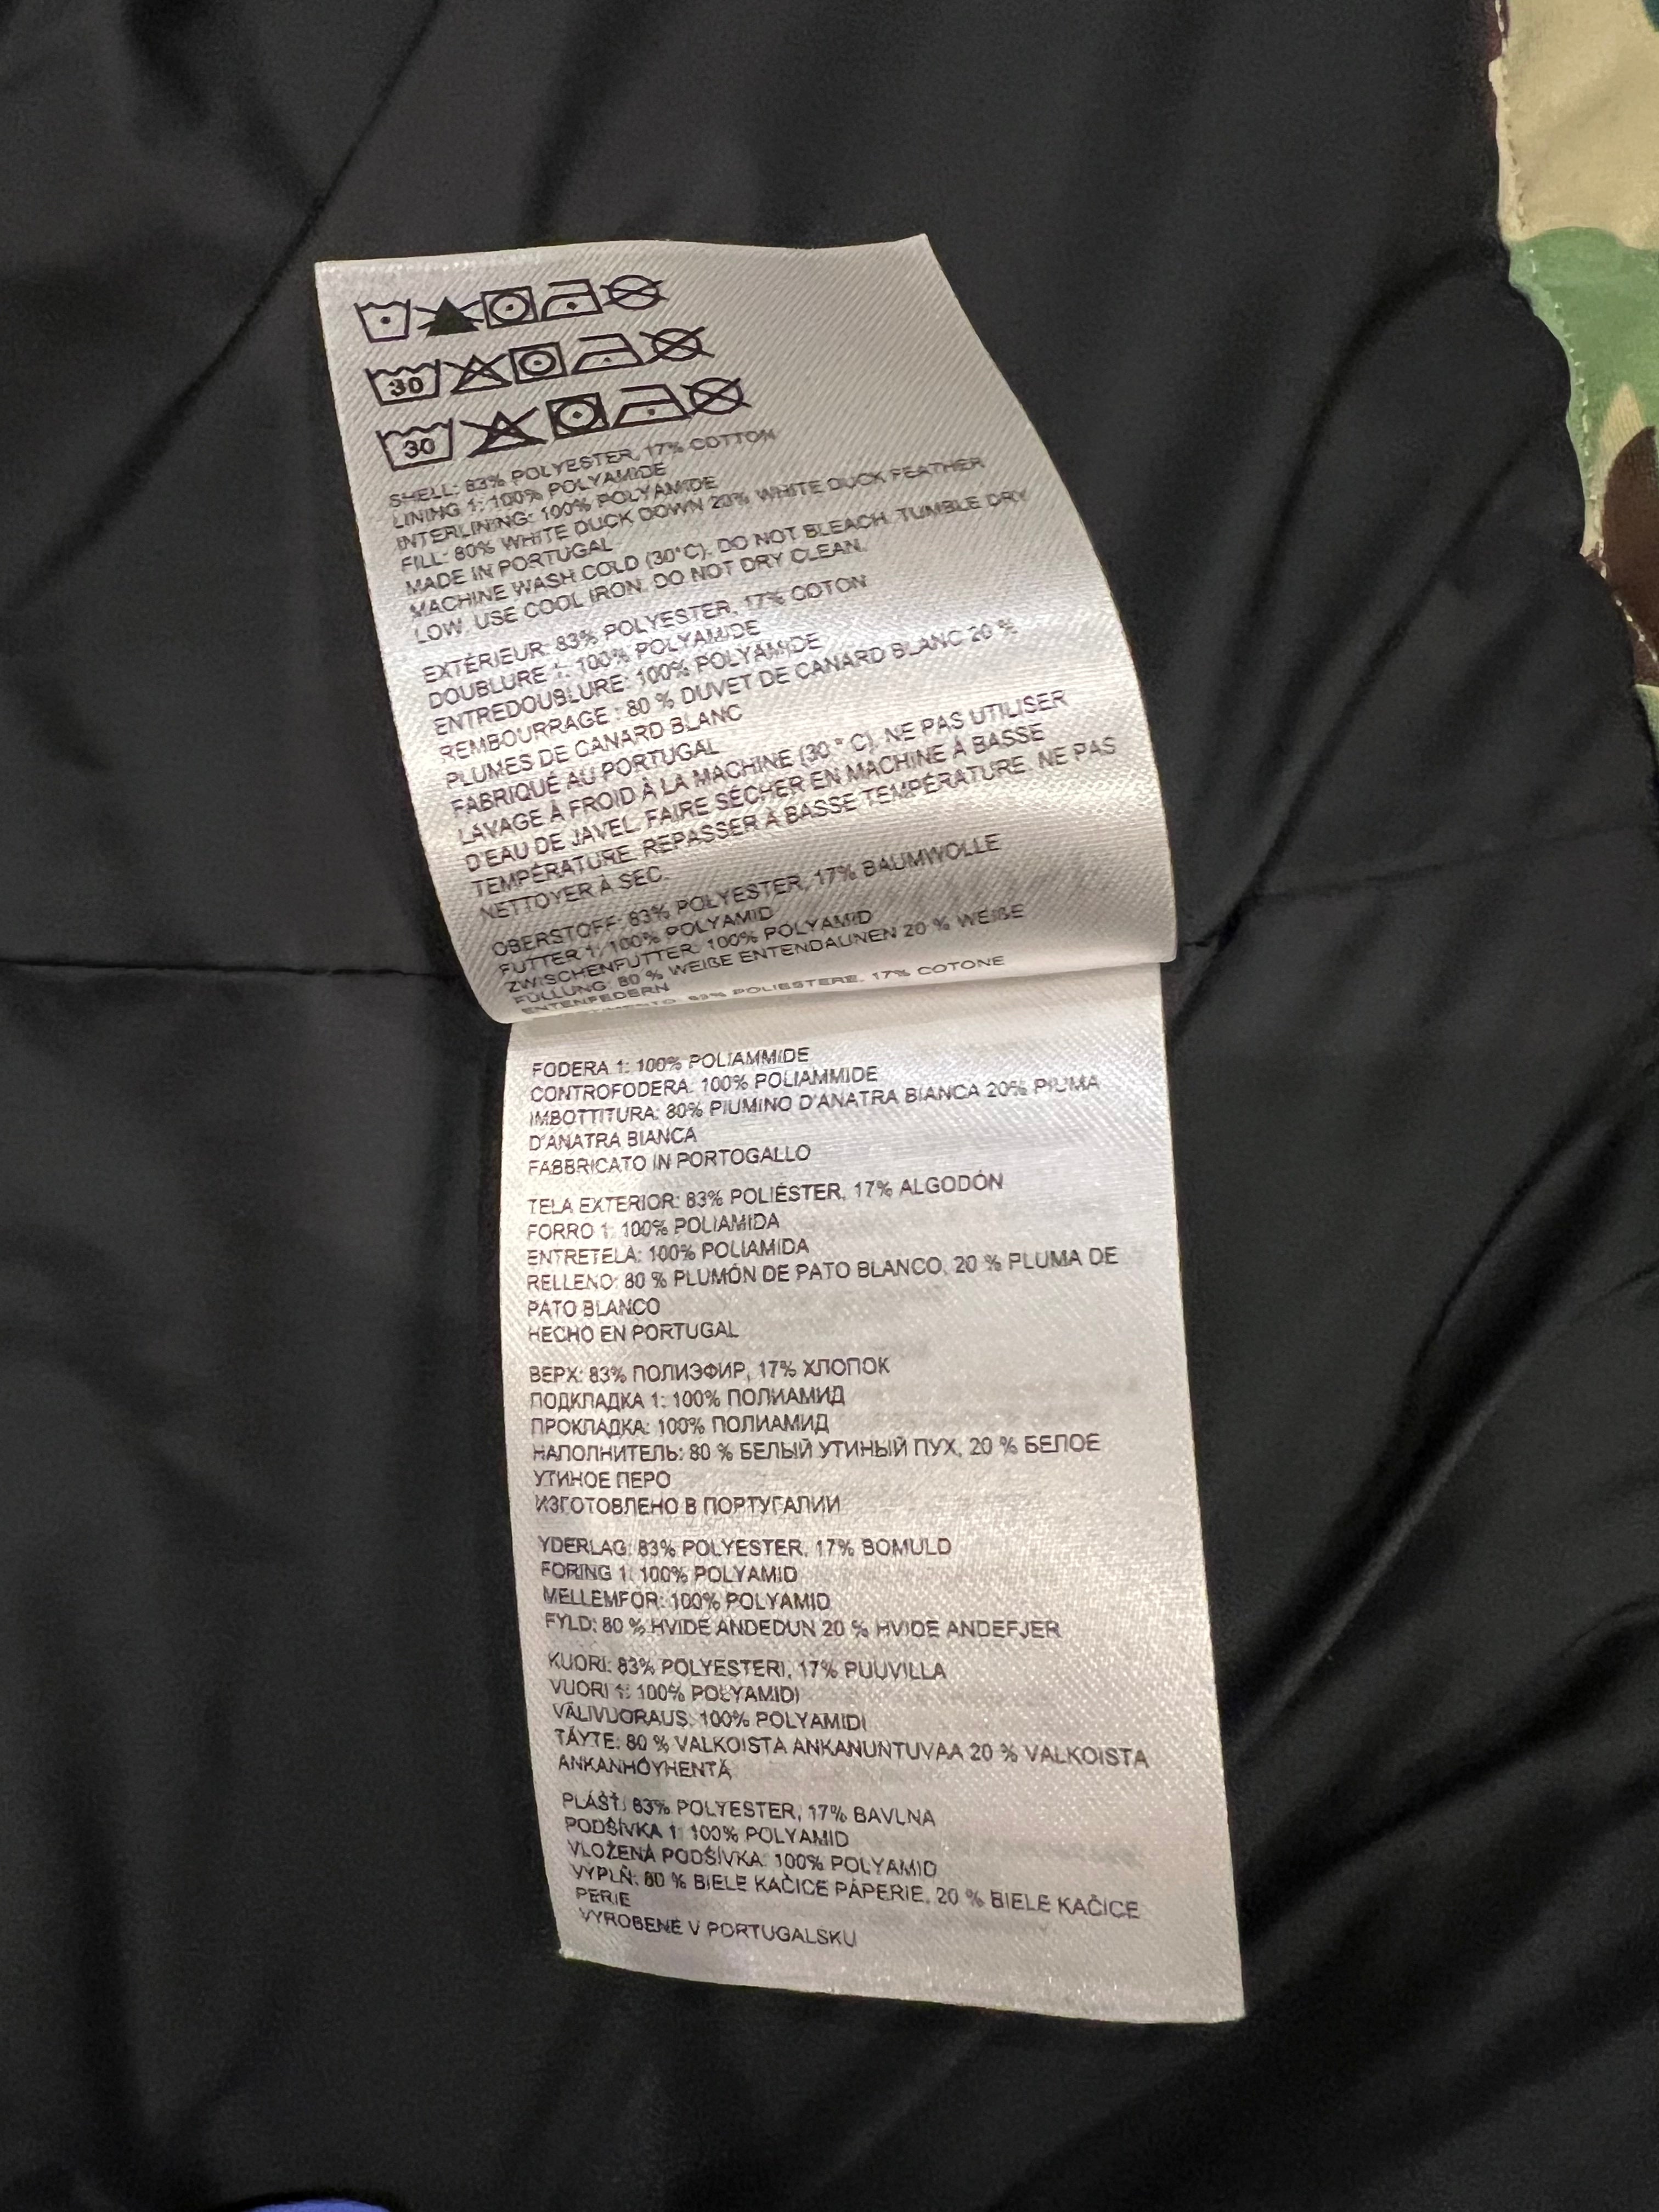 30
30
SHELL: 83% POLYESTER, 17% COTTON
LINING 1: 100% POLYAMIDE
INTERLINING: 100% POLYAMIDE
FILL: 80% WHITE DUCK DOWN 20% WHITE DUCK FEATHER
MADE IN PORTUGAL
MACHINE WASH COLD (30°C). DO NOT BLEACH. TUMBLE DRY
LOW. USE COOL IRON. DO NOT DRY CLEAN.
EXTÉRIEUR: 83% POLYESTER, 17% COTON
DOUBLURE 1: 100% POLYAMIDE
ENTREDOUBLURE: 100% POLYAMIDE
REMBOURRAGE : 80 % DUVET DE CANARD BLANC 20 %
PLUMES DE CANARD BLANC
FABRIQUÉ AU PORTUGAL
LAVAGE À FROID À LA MACHINE (30 ° C). NE PAS UTILISER
D'EAU DE JAVEL. FAIRE SÉCHER EN MACHINE À BASSE
TEMPÉRATURE. REPASSER À BASSE TEMPÉRATURE. NE PAS
NETTOYER À SEC.
OBERSTOFF: 83% POLYESTER, 17% BAUMWOLLE
FUTTER 1: 100% POLYAMID
ZWISCHENFUTTER: 100% POLYAMID
FÜLLUNG: 80 % WEIßE ENTENDAUNEN 20 % WEIßE
ENTENFEDERN
83% POLIESTERE, 17% COTONE
FODERA 1: 100% POLIAMMIDE
CONTROFODERA: 100% POLIAMMIDE
IMBOTTITURA: 80% PIUMINO D'ANATRA BIANCA 20% PIUMA
D'ANATRA BIANCA
FABBRICATO IN PORTOGALLO
TELA EXTERIOR: 83% POLIÉSTER, 17% ALGODÓN
FORRO 1: 100% POLIAMIDA
ENTRETELA: 100% POLIAMIDA
RELLENO: 80 % PLUMÓN DE PATO BLANCO, 20 % PLUMA DE
PATO BLANCO
HECHO EN PORTUGAL
ВЕРХ: 83% ПОЛИЭФИР, 17% ХЛОПОК
ПОДКЛАДКА 1: 100% ПОЛИАМИД
ПРОКЛАДКА: 100% ПОЛИАМИД
НАПОЛНИТЕЛЬ: 80 % БЕЛЫЙ УТИНЫЙ ПУХ, 20 % БЕЛОЕ
УТИНОЕ ПЕРО
ИЗГОТОВЛЕНО В ПОРТУГАЛИИ
YDERLAG: 83% POLYESTER, 17% BOMULD
FORING 1: 100% POLYAMID
MELLEMFOR: 100% POLYAMID
FYLD: 80 % HVIDE ANDEDUN 20 % HVIDE ANDEFJER
KUORI: 83% POLYESTERI, 17% PUUVILLA
VUORI 1: 100% POLYAMIDI
VÄLIVUORAUS: 100% POLYAMIDI
TÄYTE: 80 % VALKOISTA ANKANUNTUVAA 20 % VALKOISTA
ANKANHÖYHENTÄ
PLÁŠŤ: 83% POLYESTER, 17% BAVLNA
PODŠÍVKA 1: 100% POLYAMID
VLOŽENÁ PODŠÍVKA: 100% POLYAMID
VÝPLŇ: 80 % BIELE KAČICE PÁPERIE, 20 % BIELE KAČICE
PERIE
VYROBENÉ V PORTUGALSKU